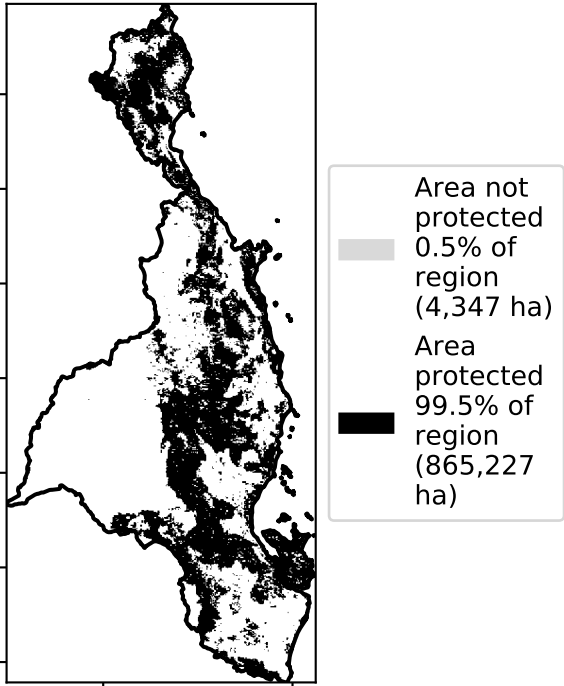 Area not
protected
0.5% of
region
(4,347 ha)
Area
protected
99.5% of
region
(865,227
ha)